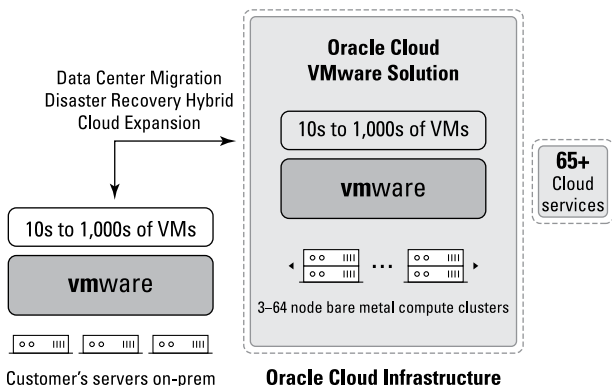 Data Center Migration
Disaster Recovery Hybrid
Cloud Expansion
10s to 1,000s of VMs
vmware
Customer's servers on-prem
Oracle Cloud
VMware Solution
10s to 1,000s of VMs
vmware
...
3–64 node bare metal compute clusters
Oracle Cloud Infrastructure
65+
Cloud
services